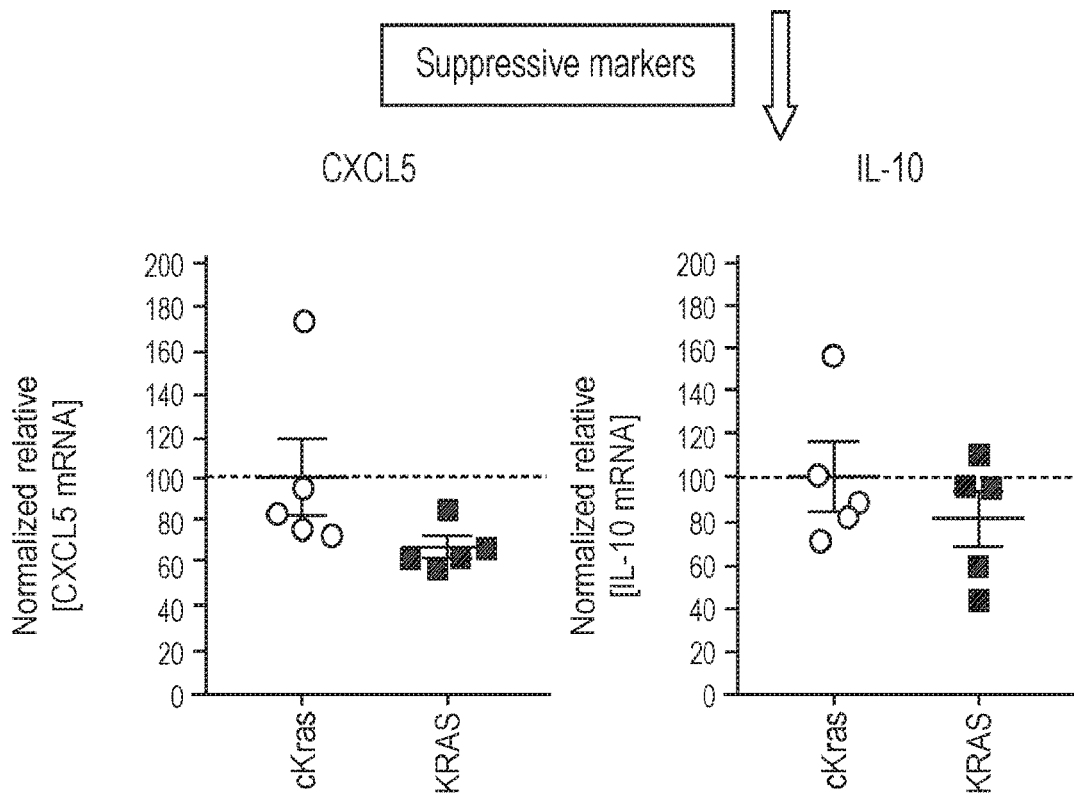 Suppressive markers
CXCL5
IL-10
Normalized relative
[CXCL5 mRNA]
200
180
160
140
120
100
80
60
40
20
0
cKras
KRAS
Normalized relative
[IL-10 mRNA]
200
180
160
140
120
100
80
60
40
20
0
cKras
KRAS